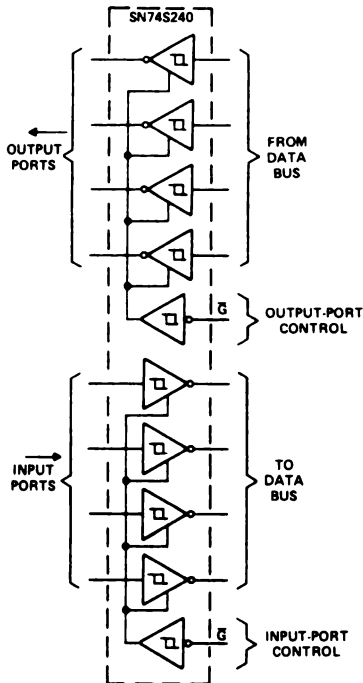 SN74S240
OUTPUT
PORTS
FROM
DATA
BUS
G̅
OUTPUT-PORT
CONTROL
INPUT
PORTS
TO
DATA
BUS
G̅
INPUT-PORT
CONTROL